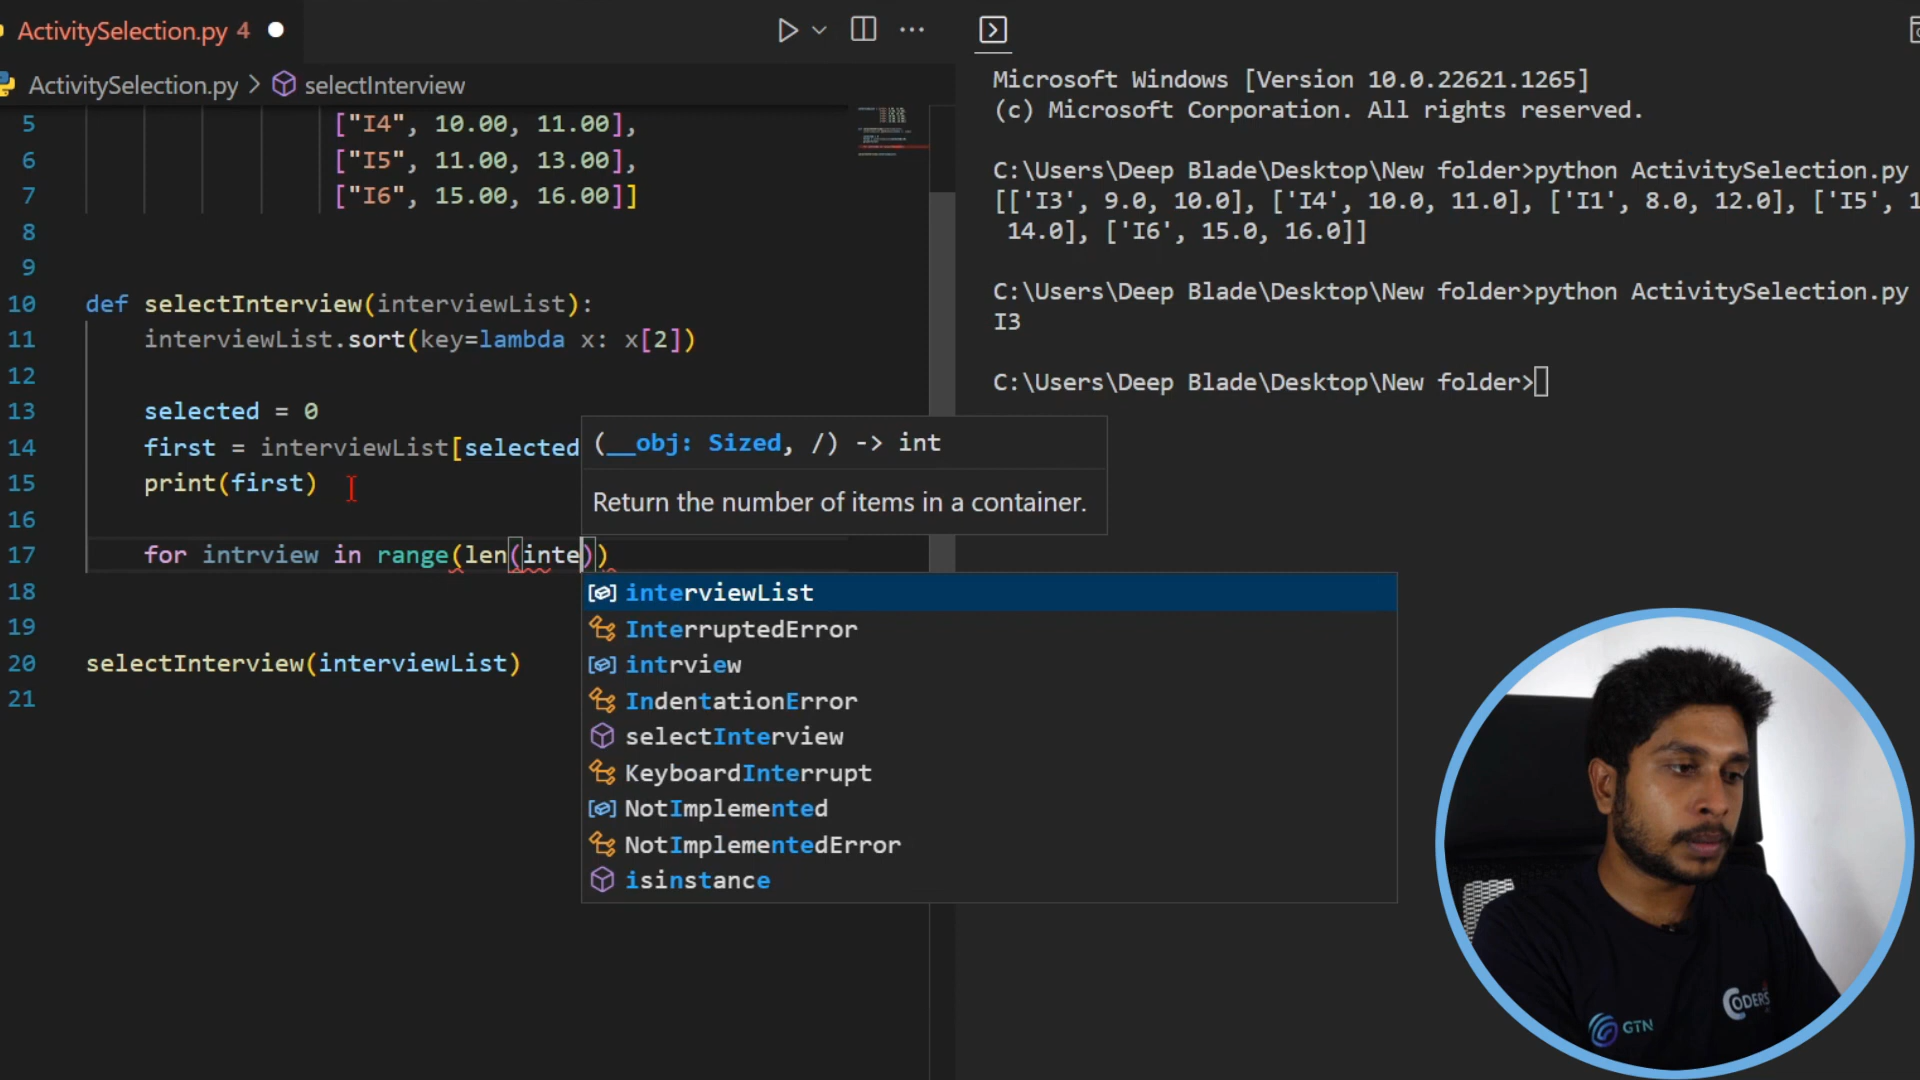 ActivitySelection.py 4
ActivitySelection.py > selectInterview
5 ["I4", 10.00, 11.00],
6 ["I5", 11.00, 13.00],
7 ["I6", 15.00, 16.00]]
8
9
10 def selectInterview(interviewList):
11 interviewList.sort(key=lambda x: x[2])
12
13 selected = 0
14 first = interviewList[selected
15 print(first)
16
17 for intrview in range(len(inte))
18
19
20 selectInterview(interviewList)
21
(__obj: Sized, /) -> int
Return the number of items in a container.
interviewList
InterruptedError
intrview
IndentationError
selectInterview
KeyboardInterrupt
NotImplemented
NotImplementedError
isinstance
Microsoft Windows [Version 10.0.22621.1265]
(c) Microsoft Corporation. All rights reserved.
C:\Users\Deep Blade\Desktop\New folder>python ActivitySelection.py
[['I3', 9.0, 10.0], ['I4', 10.0, 11.0], ['I1', 8.0, 12.0], ['I5', 1
14.0], ['I6', 15.0, 16.0]]
C:\Users\Deep Blade\Desktop\New folder>python ActivitySelection.py
I3
C:\Users\Deep Blade\Desktop\New folder>
CODERS
GTN